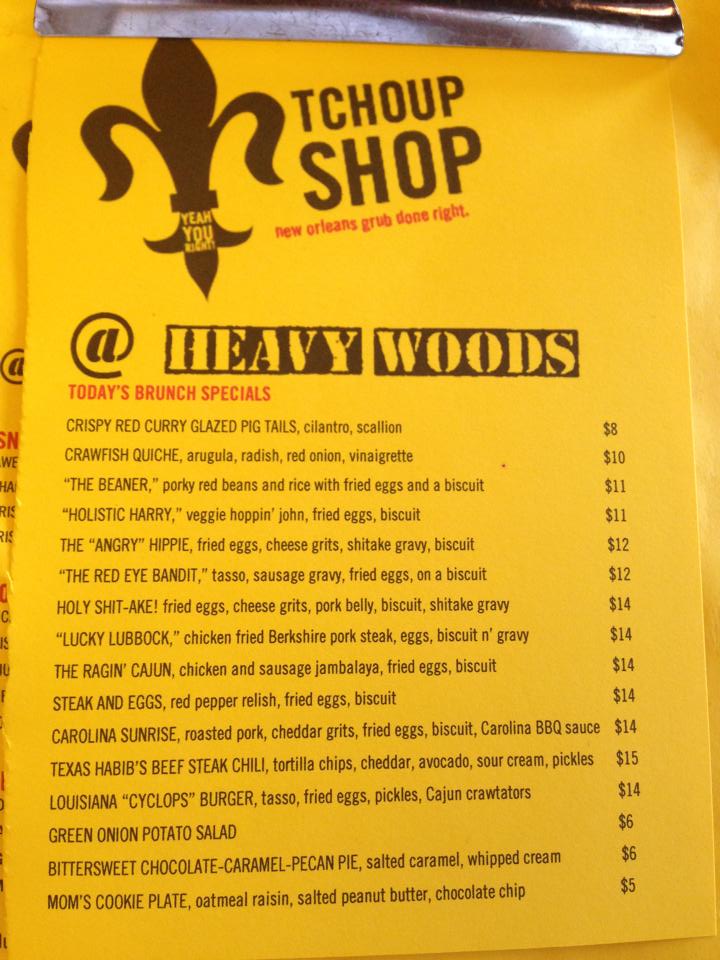 TCHOUP
SHOP
YEAH
YOU
RIGHT!
new orleans grub done right.
@ HEAVY WOODS
TODAY'S BRUNCH SPECIALS
CRISPY RED CURRY GLAZED PIG TAILS, cilantro, scallion $8
CRAWFISH QUICHE, arugula, radish, red onion, vinaigrette $10
"THE BEANER," porky red beans and rice with fried eggs and a biscuit $11
"HOLISTIC HARRY," veggie hoppin' john, fried eggs, biscuit $11
THE "ANGRY" HIPPIE, fried eggs, cheese grits, shitake gravy, biscuit $12
"THE RED EYE BANDIT," tasso, sausage gravy, fried eggs, on a biscuit $12
HOLY SHIT-AKE! fried eggs, cheese grits, pork belly, biscuit, shitake gravy $14
"LUCKY LUBBOCK," chicken fried Berkshire pork steak, eggs, biscuit n' gravy $14
THE RAGIN' CAJUN, chicken and sausage jambalaya, fried eggs, biscuit $14
STEAK AND EGGS, red pepper relish, fried eggs, biscuit $14
CAROLINA SUNRISE, roasted pork, cheddar grits, fried eggs, biscuit, Carolina BBQ sauce $14
TEXAS HABIB'S BEEF STEAK CHILI, tortilla chips, cheddar, avocado, sour cream, pickles $15
LOUISIANA "CYCLOPS" BURGER, tasso, fried eggs, pickles, Cajun crawtators $14
GREEN ONION POTATO SALAD $6
BITTERSWEET CHOCOLATE-CARAMEL-PECAN PIE, salted caramel, whipped cream $6
MOM'S COOKIE PLATE, oatmeal raisin, salted peanut butter, chocolate chip $5